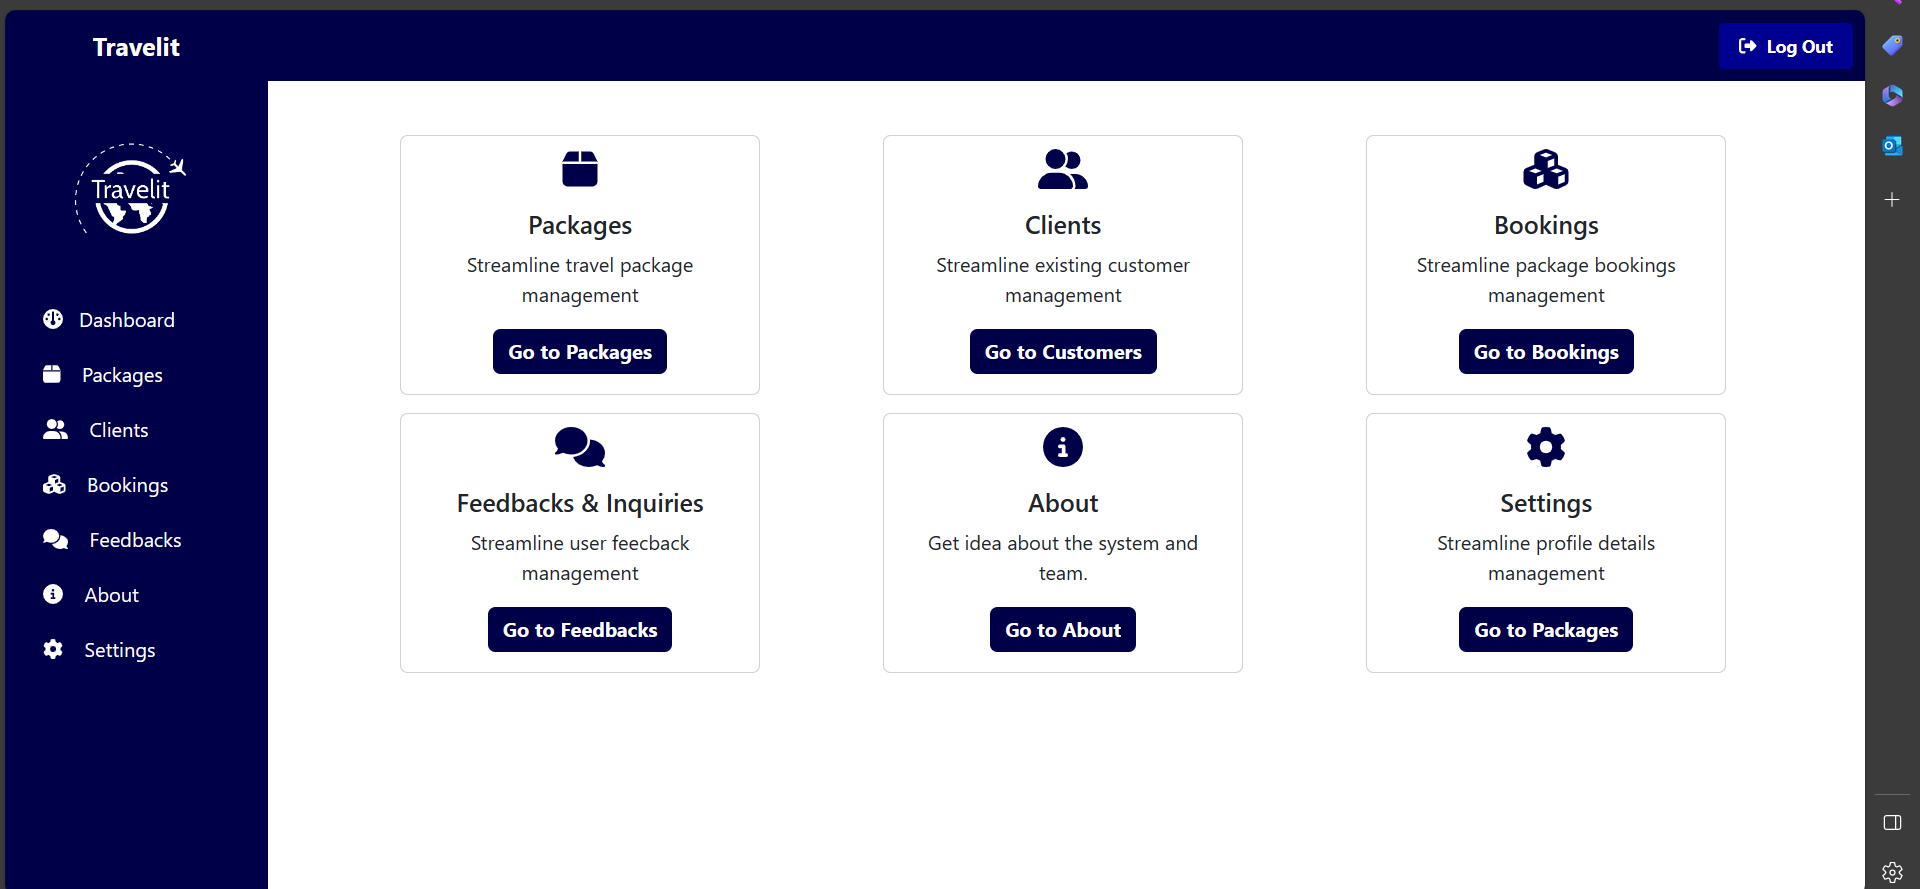 Travelit
Log Out
Travelit
Dashboard
Packages
Clients
Bookings
Feedbacks
About
Settings
Packages
Streamline travel package
management
Go to Packages
Clients
Streamline existing customer
management
Go to Customers
Bookings
Streamline package bookings
management
Go to Bookings
Feedbacks & Inquiries
Streamline user feecback
management
Go to Feedbacks
About
Get idea about the system and
team.
Go to About
Settings
Streamline profile details
management
Go to Packages